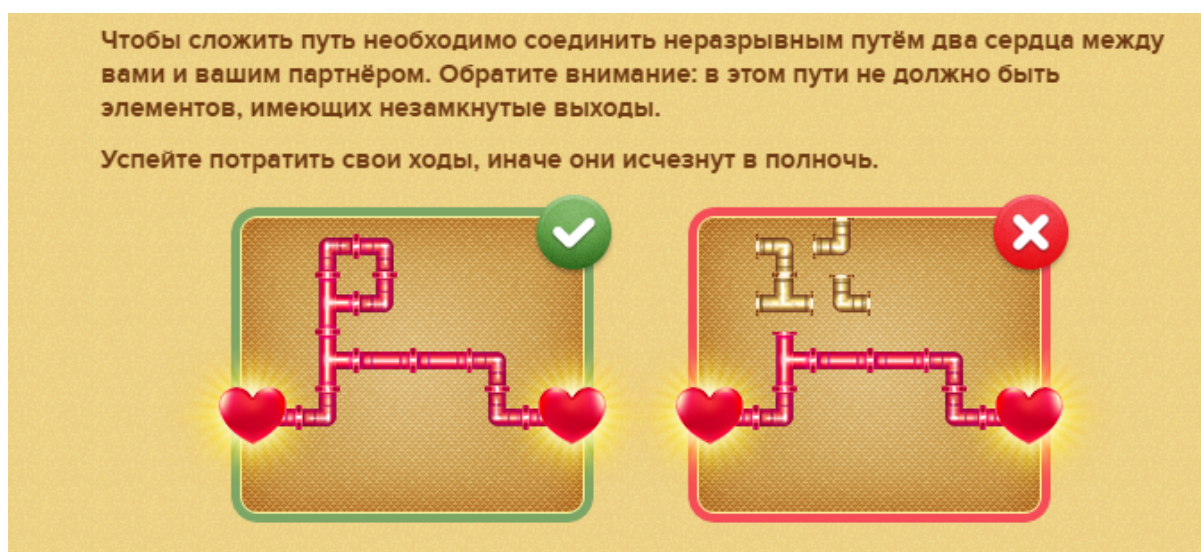 Чтобы сложить путь необходимо соединить неразрывным путём два сердца между
вами и вашим партнёром. Обратите внимание: в этом пути не должно быть
элементов, имеющих незамкнутые выходы.
Успейте потратить свои ходы, иначе они исчезнут в полночь.